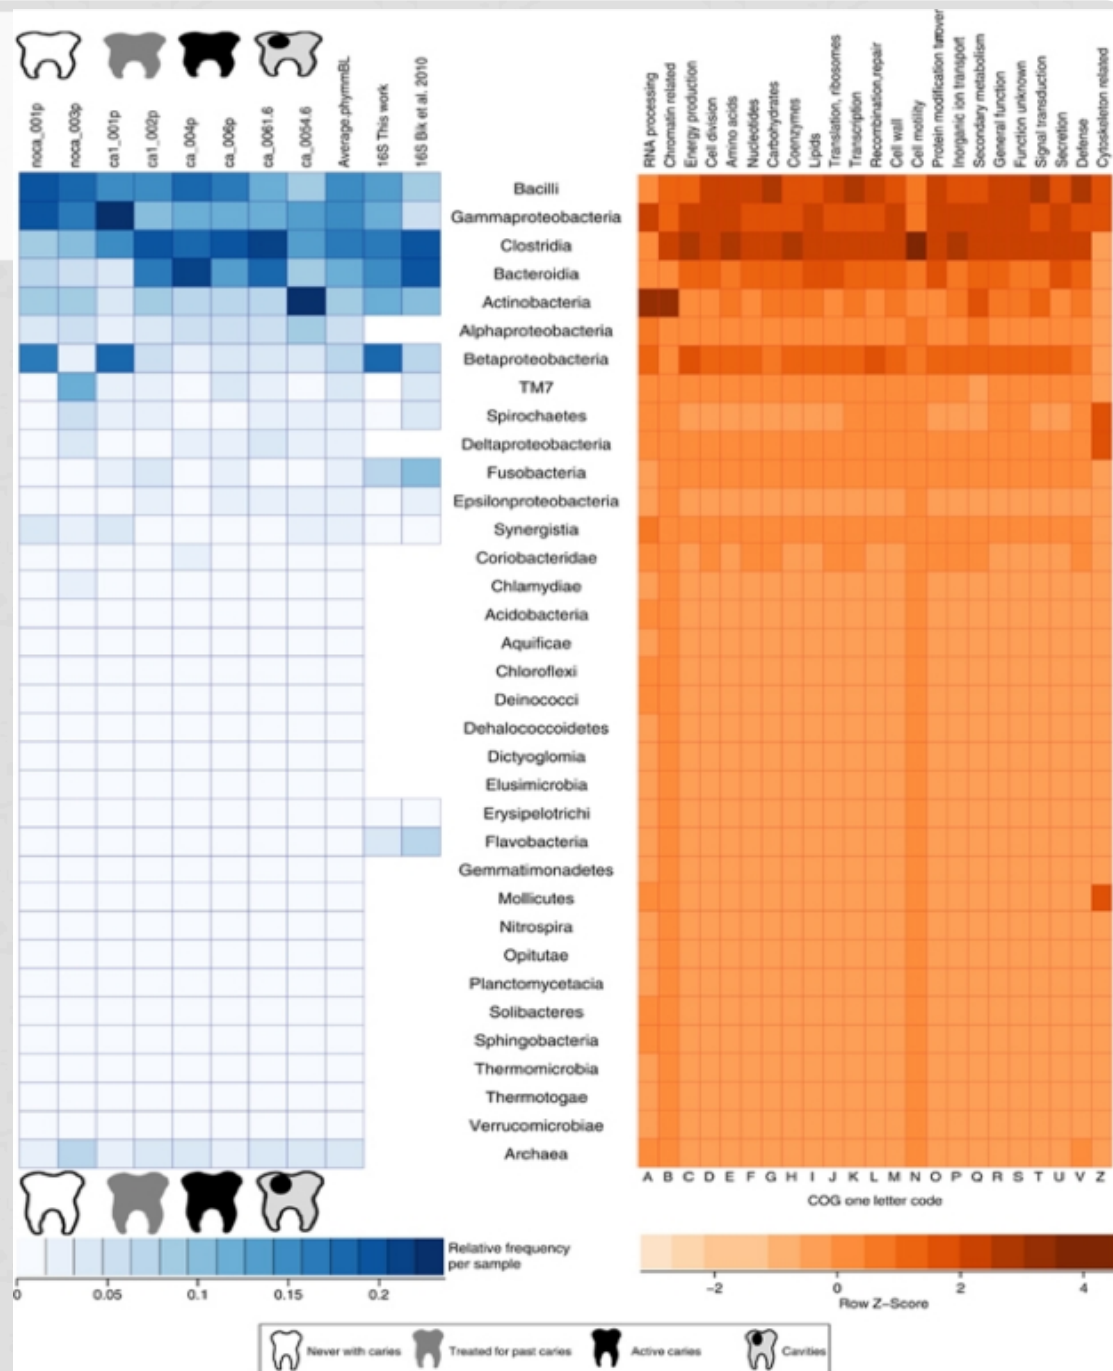 noca_001p
noca_003p
ca1_001p
ca1_002p
ca_004p
ca_006p
ca_0061.6
ca_0054.6
Average.phymmBL
16S This work
16S Bik et al. 2010
RNA processing
Chromatin related
Energy production
Cell division
Amino acids
Nucleotides
Carbohydrates
Coenzymes
Lipids
Translation, ribosomes
Transcription
Recombination,repair
Cell wall
Cell motility
Protein modification turnover
Inorganic ion transport
Secondary metabolism
General function
Function unknown
Signal transduction
Secretion
Defense
Cytoskeleton related
Bacilli
Gammaproteobacteria
Clostridia
Bacteroidia
Actinobacteria
Alphaproteobacteria
Betaproteobacteria
TM7
Spirochaetes
Deltaproteobacteria
Fusobacteria
Epsilonproteobacteria
Synergistia
Coriobacteridae
Chlamydiae
Acidobacteria
Aquificae
Chloroflexi
Deinococci
Dehalococcoidetes
Dictyoglomia
Elusimicrobia
Erysipelotrichi
Flavobacteria
Gemmatimonadetes
Mollicutes
Nitrospira
Opitutae
Planctomycetacia
Solibacteres
Sphingobacteria
Thermomicrobia
Thermotogae
Verrucomicrobiae
Archaea
A B C D E F G H I J K L M N O P Q R S T U V Z
COG one letter code
Relative frequency
per sample
0 0.05 0.1 0.15 0.2
−2 0 2 4
Row Z−Score
Never with caries Treated for past caries Active caries Cavities